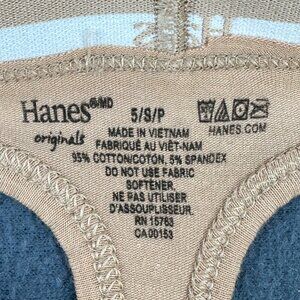 Hanes®/MD
originals
5/S/P
HANES.COM
MADE IN VIETNAM
FABRIQUÉ AU VIÊT-NAM
95% COTTON/COTON, 5% SPANDEX
DO NOT USE FABRIC
SOFTENER.
NE PAS UTILISER
D'ASSOUPLISSEUR.
RN 15763
CA00153